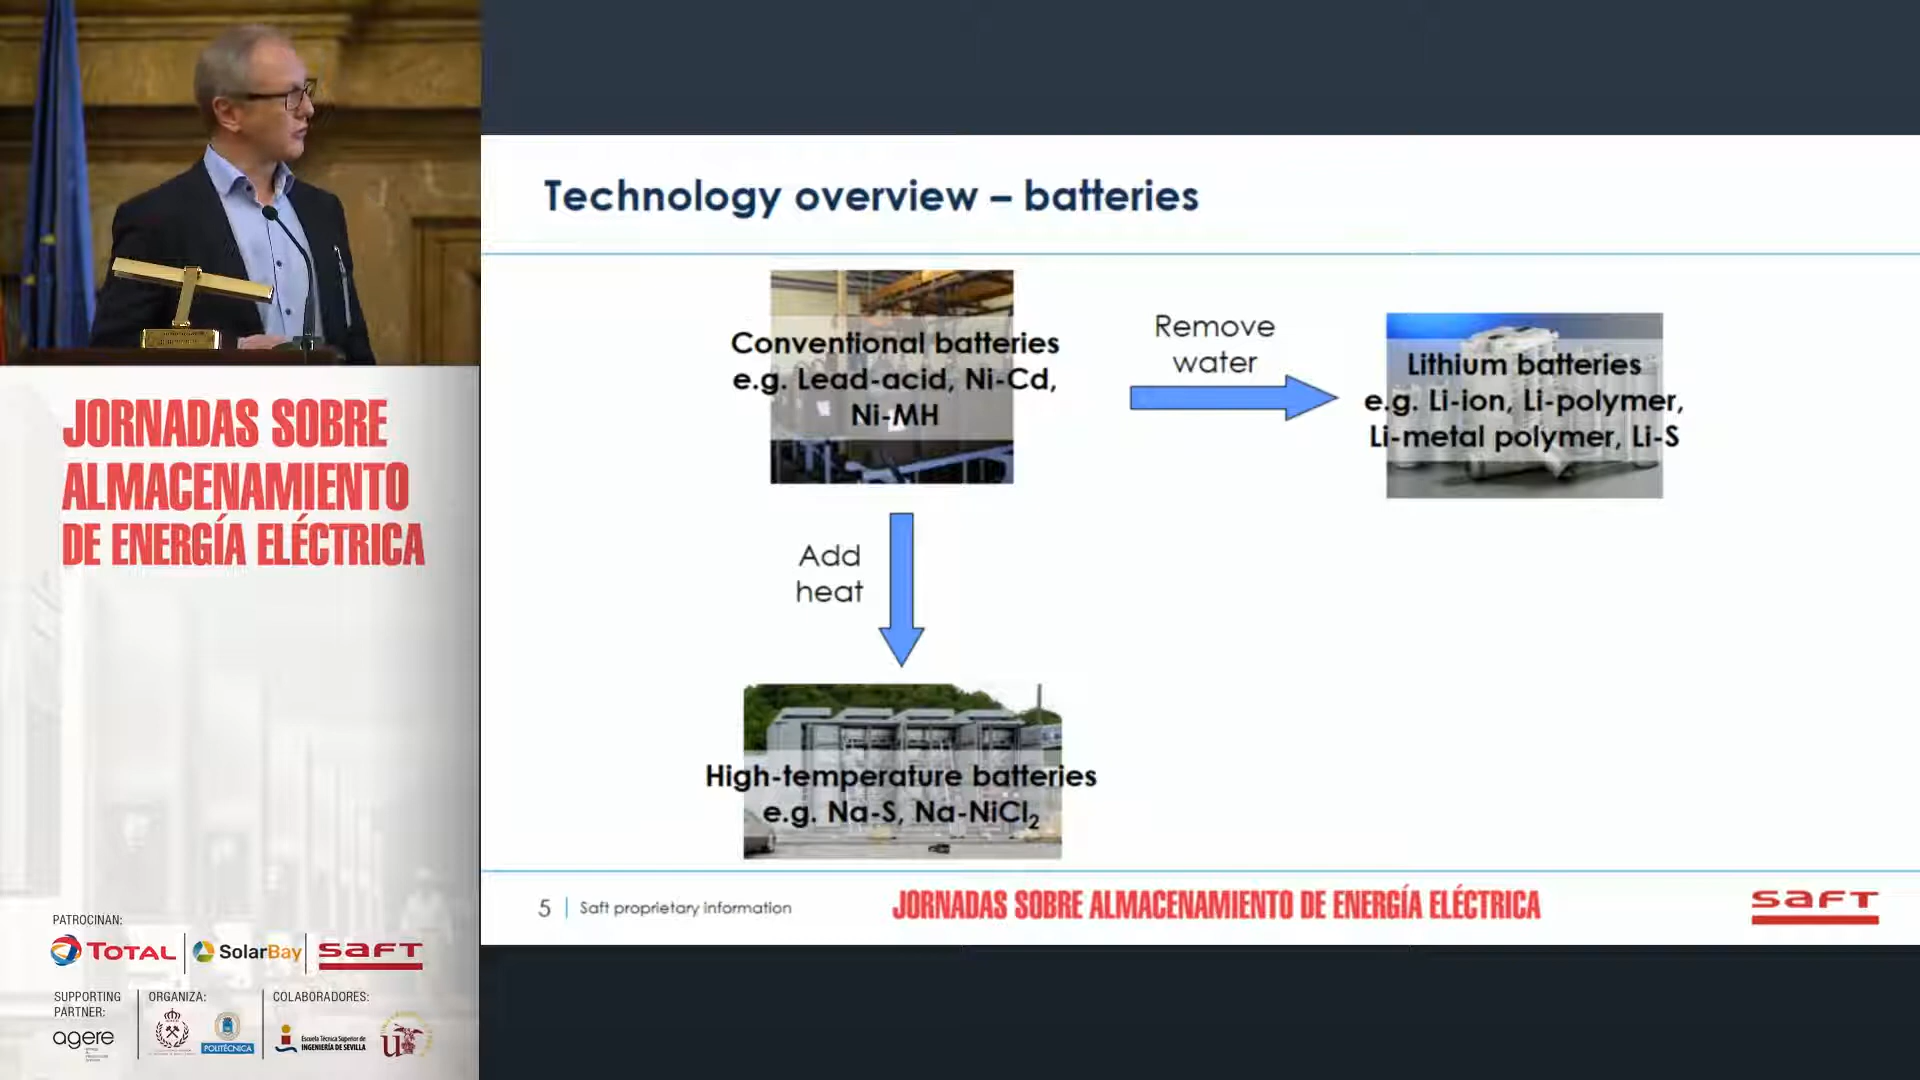 JORNADAS SOBRE
ALMACENAMIENTO
DE ENERGÍA ELÉCTRICA
PATROCINAN:
TOTAL
SolarBay
saft
SUPPORTING
PARTNER:
agere
ORGANIZA:
POLITÉCNICA
COLABORADORES:
Escuela Técnica Superior de
INGENIERÍA DE SEVILLA
Technology overview – batteries
Conventional batteries
e.g. Lead-acid, Ni-Cd,
Ni-MH
Remove
water
Lithium batteries
e.g. Li-ion, Li-polymer,
Li-metal polymer, Li-S
Add
heat
High-temperature batteries
e.g. Na-S, Na-NiCl₂
5
Saft proprietary information
JORNADAS SOBRE ALMACENAMIENTO DE ENERGÍA ELÉCTRICA
saft